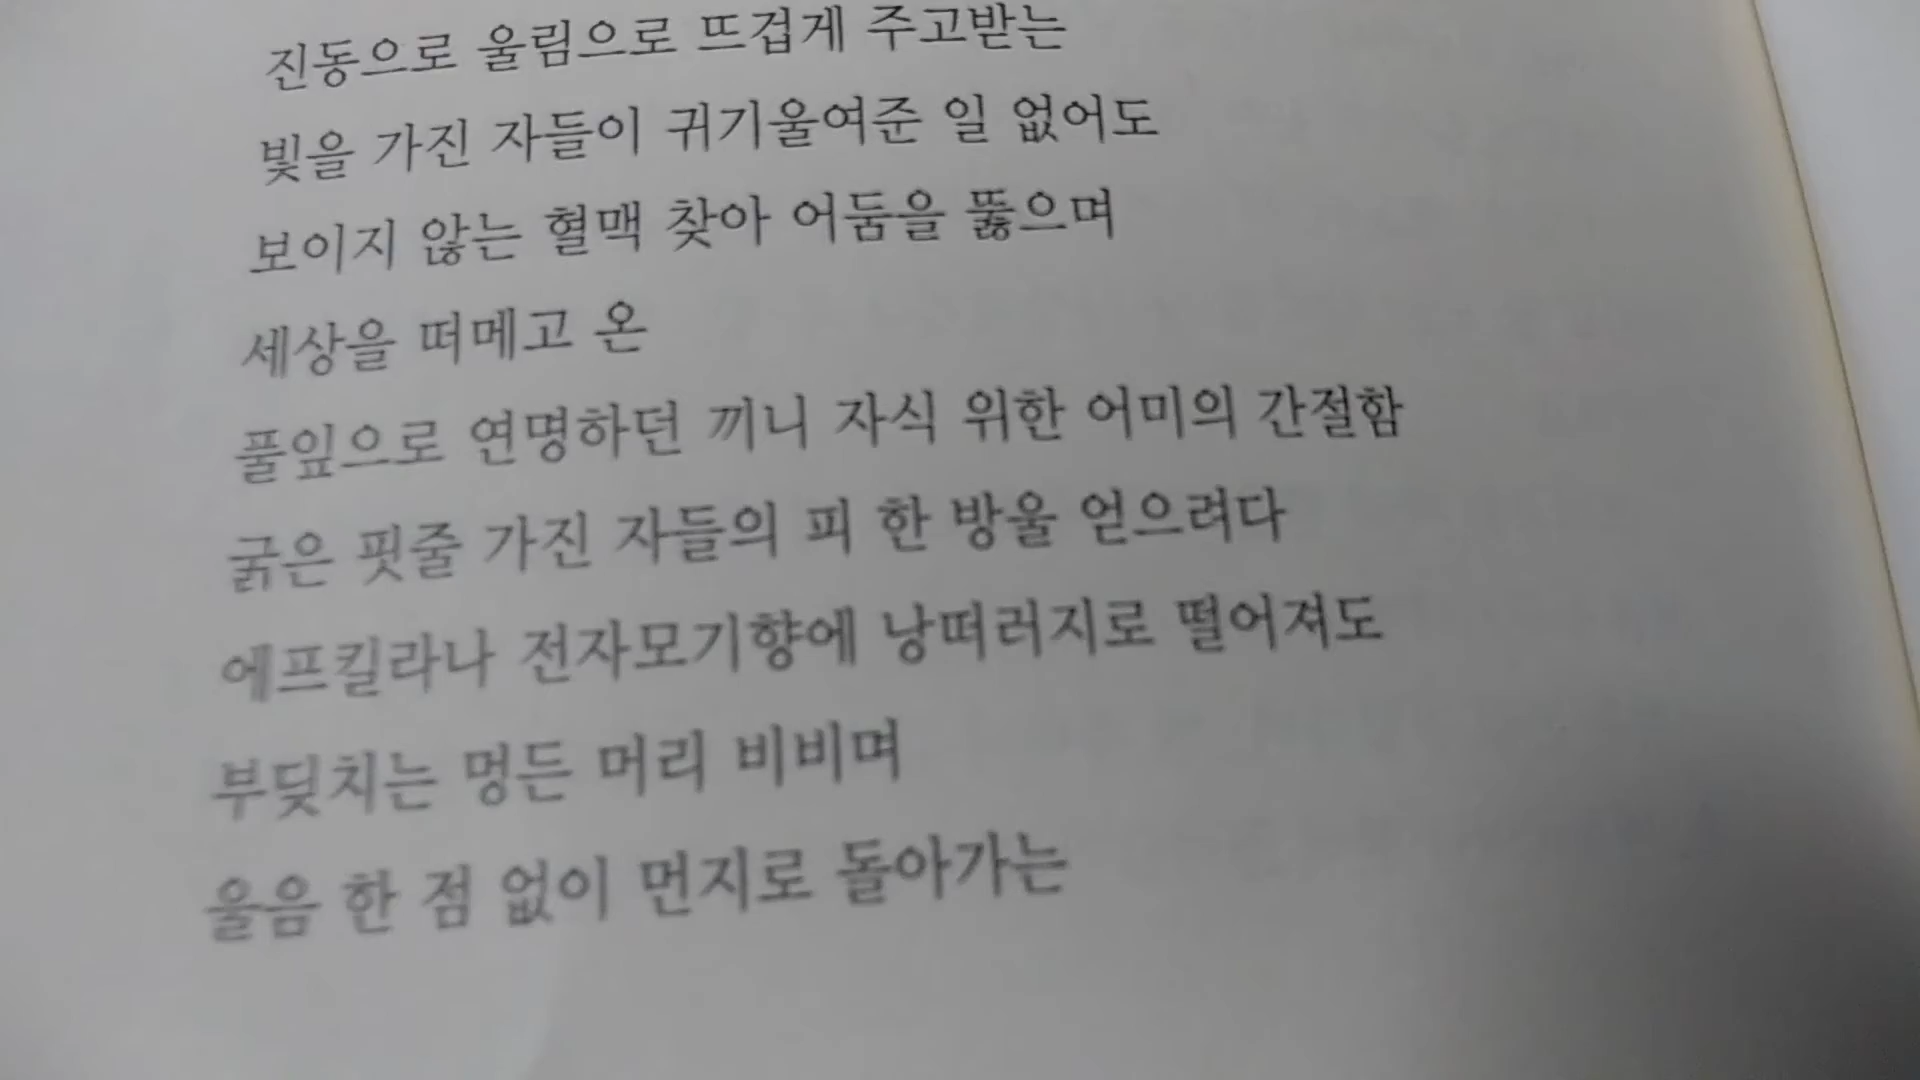 진동으로 울림으로 뜨겁게 주고받는
빛을 가진 자들이 귀기울여준 일 없어도
보이지 않는 혈맥 찾아 어둠을 뚫으며
세상을 떠메고 온
풀잎으로 연명하던 끼니 자식 위한 어미의 간절함
굵은 핏줄 가진 자들의 피 한 방울 얻으려다
에프킬라나 전자모기향에 낭떠러지로 떨어져도
부딪치는 멍든 머리 비비며
울음 한 점 없이 먼지로 돌아가는